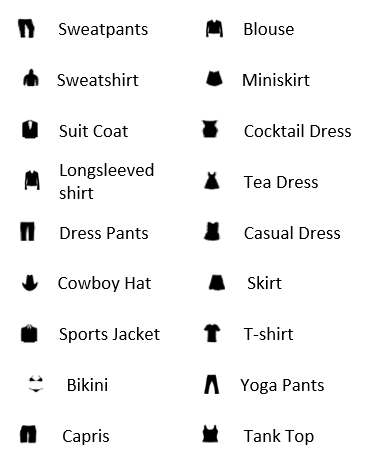 Sweatpants
Blouse
Sweatshirt
Miniskirt
Suit Coat
Cocktail Dress
Longsleeved
shirt
Tea Dress
Dress Pants
Casual Dress
Cowboy Hat
Skirt
Sports Jacket
T-shirt
Bikini
Yoga Pants
Capris
Tank Top